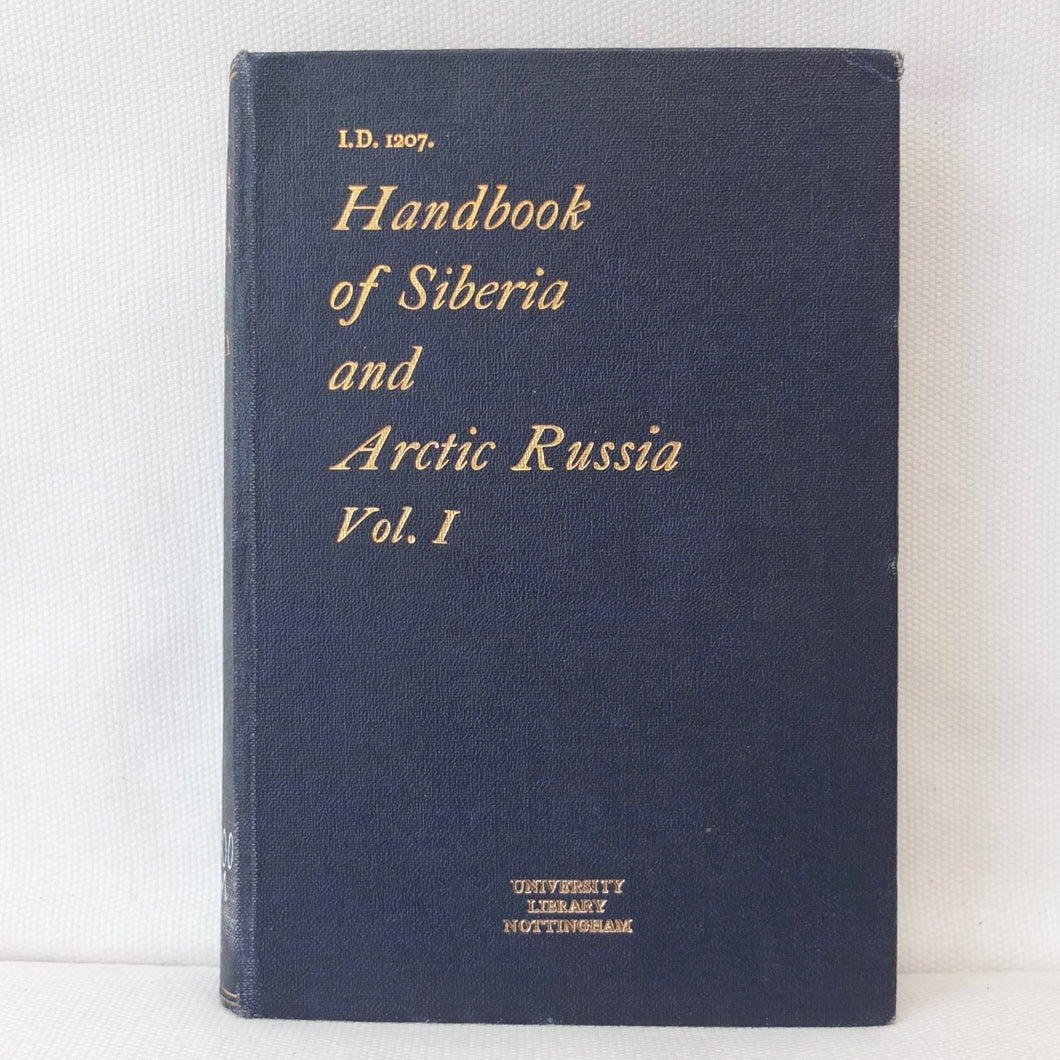 I.D. 1207.
Handbook
of Siberia
and
Arctic Russia
Vol. I
UNIVERSITY
LIBRARY
NOTTINGHAM